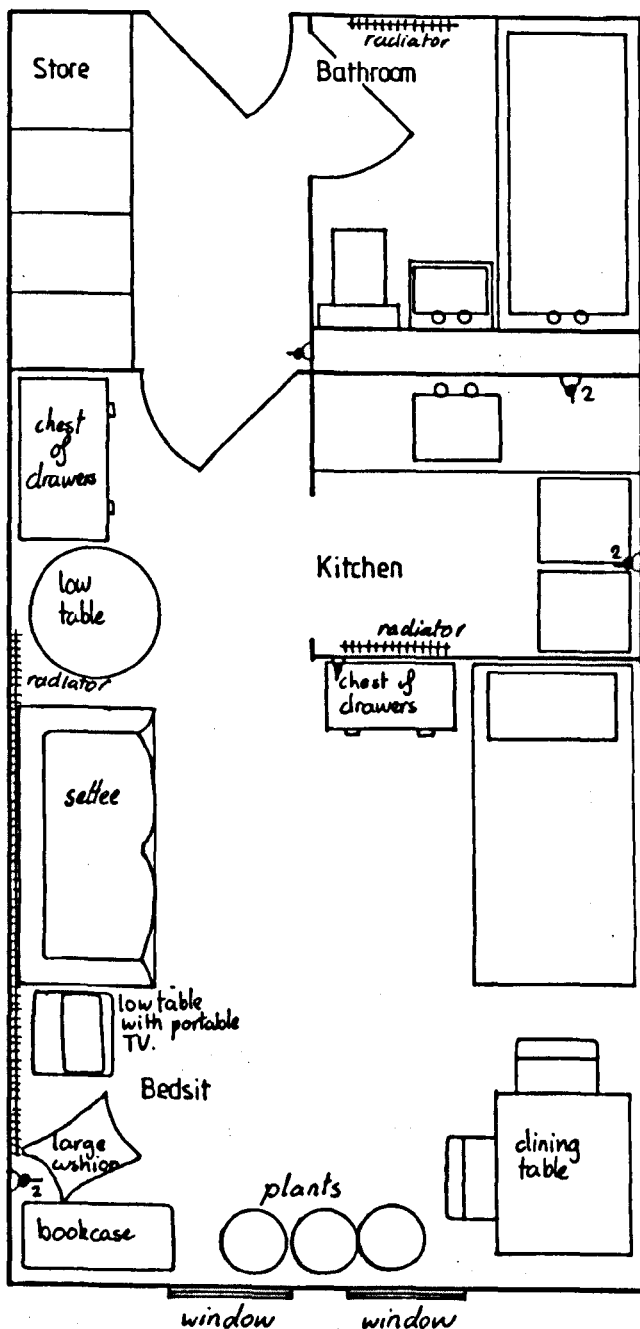 radiator
Store
Bathroom
2
chest
of
drawers
2
Kitchen
low
table
radiator
radiator
chest of
drawers
settee
low table
with portable
TV.
Bedsit
large
cushion
dining
table
2
plants
bookcase
window
window